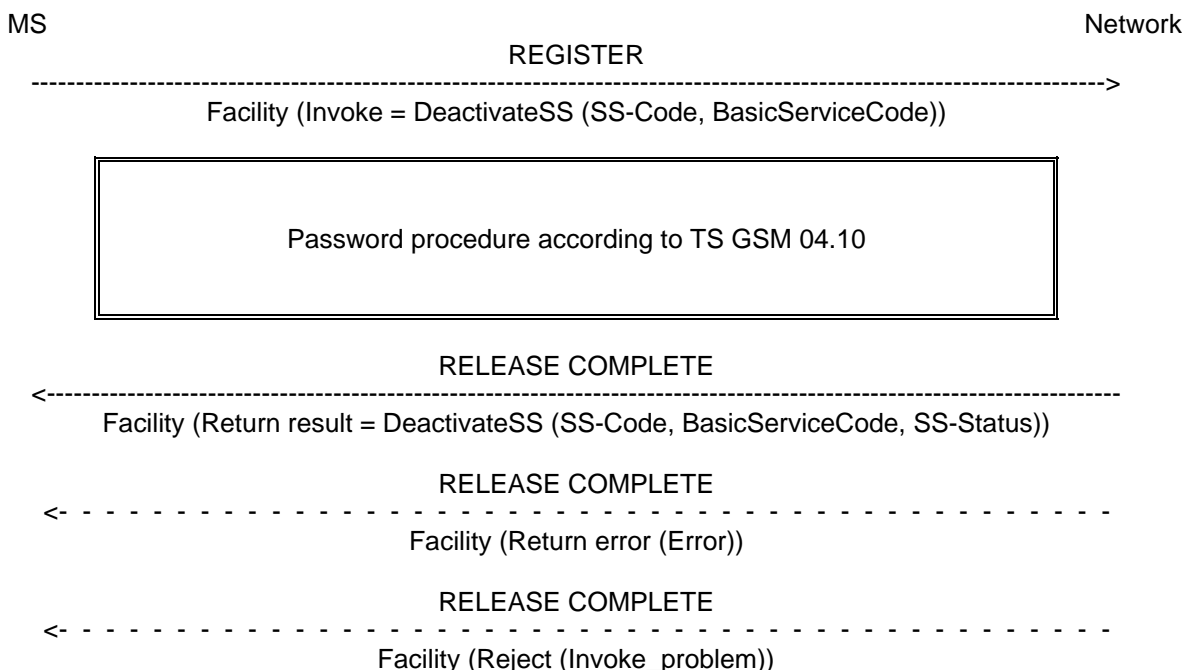 MS Network
REGISTER
Facility (Invoke = DeactivateSS (SS-Code, BasicServiceCode))
Password procedure according to TS GSM 04.10
RELEASE COMPLETE
Facility (Return result = DeactivateSS (SS-Code, BasicServiceCode, SS-Status))
RELEASE COMPLETE
Facility (Return error (Error))
RELEASE COMPLETE
Facility (Reject (Invoke_problem))